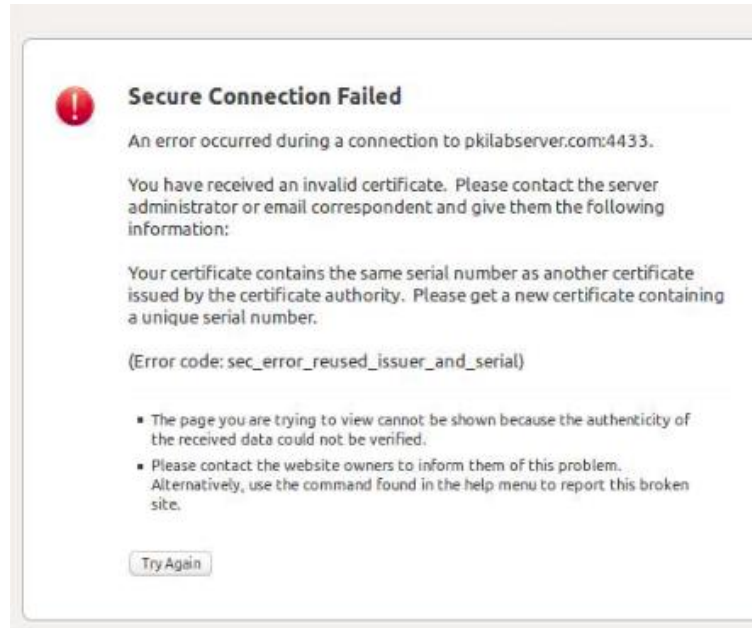 Secure Connection Failed
An error occurred during a connection to pkilabserver.com:4433.
You have received an invalid certificate. Please contact the server
administrator or email correspondent and give them the following
information:
Your certificate contains the same serial number as another certificate
issued by the certificate authority. Please get a new certificate containing
a unique serial number.
(Error code: sec_error_reused_issuer_and_serial)
▪ The page you are trying to view cannot be shown because the authenticity of
the received data could not be verified.
▪ Please contact the website owners to inform them of this problem.
Alternatively, use the command found in the help menu to report this broken
site.
Try Again